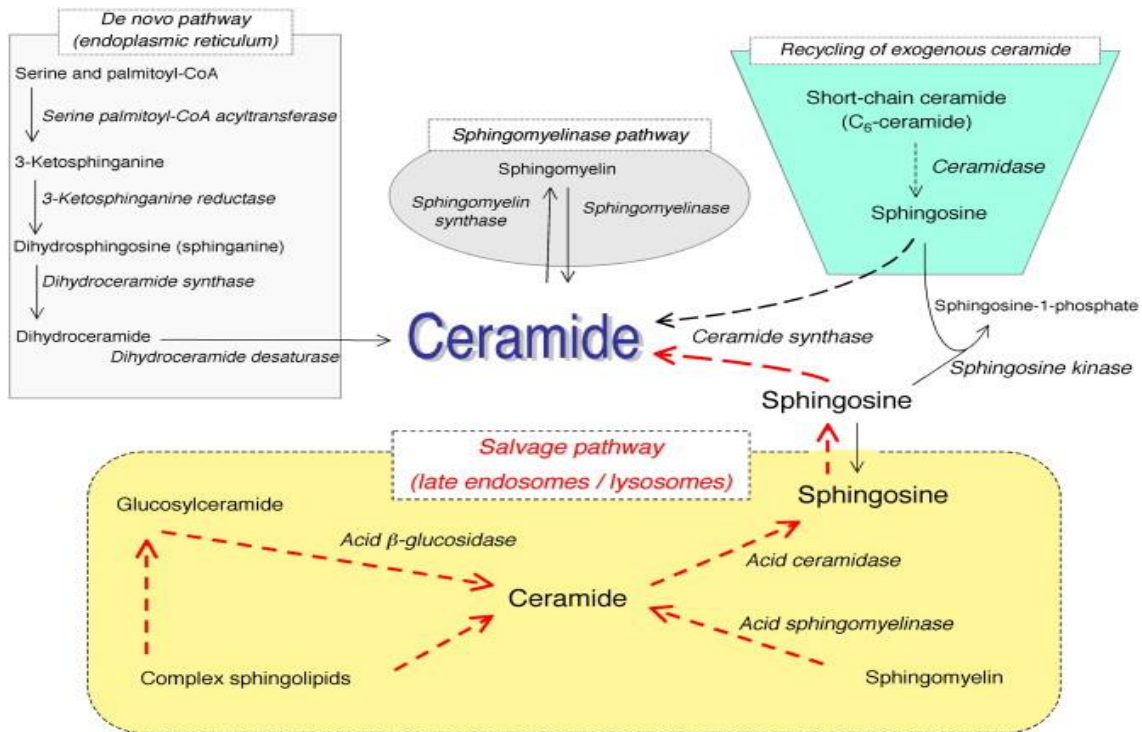 De novo pathway
(endoplasmic reticulum)
Serine and palmitoyl-CoA
Serine palmitoyl-CoA acyltransferase
3-Ketosphinganine
3-Ketosphinganine reductase
Dihydrosphingosine (sphinganine)
Dihydroceramide synthase
Dihydroceramide
Dihydroceramide desaturase
Sphingomyelinase pathway
Sphingomyelin
Sphingomyelin
synthase
Sphingomyelinase
Ceramide
Recycling of exogenous ceramide
Short-chain ceramide
(C₆-ceramide)
Ceramidase
Sphingosine
Sphingosine-1-phosphate
Ceramide synthase
Sphingosine kinase
Sphingosine
Salvage pathway
(late endosomes / lysosomes)
Glucosylceramide
Sphingosine
Acid β-glucosidase
Acid ceramidase
Ceramide
Acid sphingomyelinase
Complex sphingolipids
Sphingomyelin